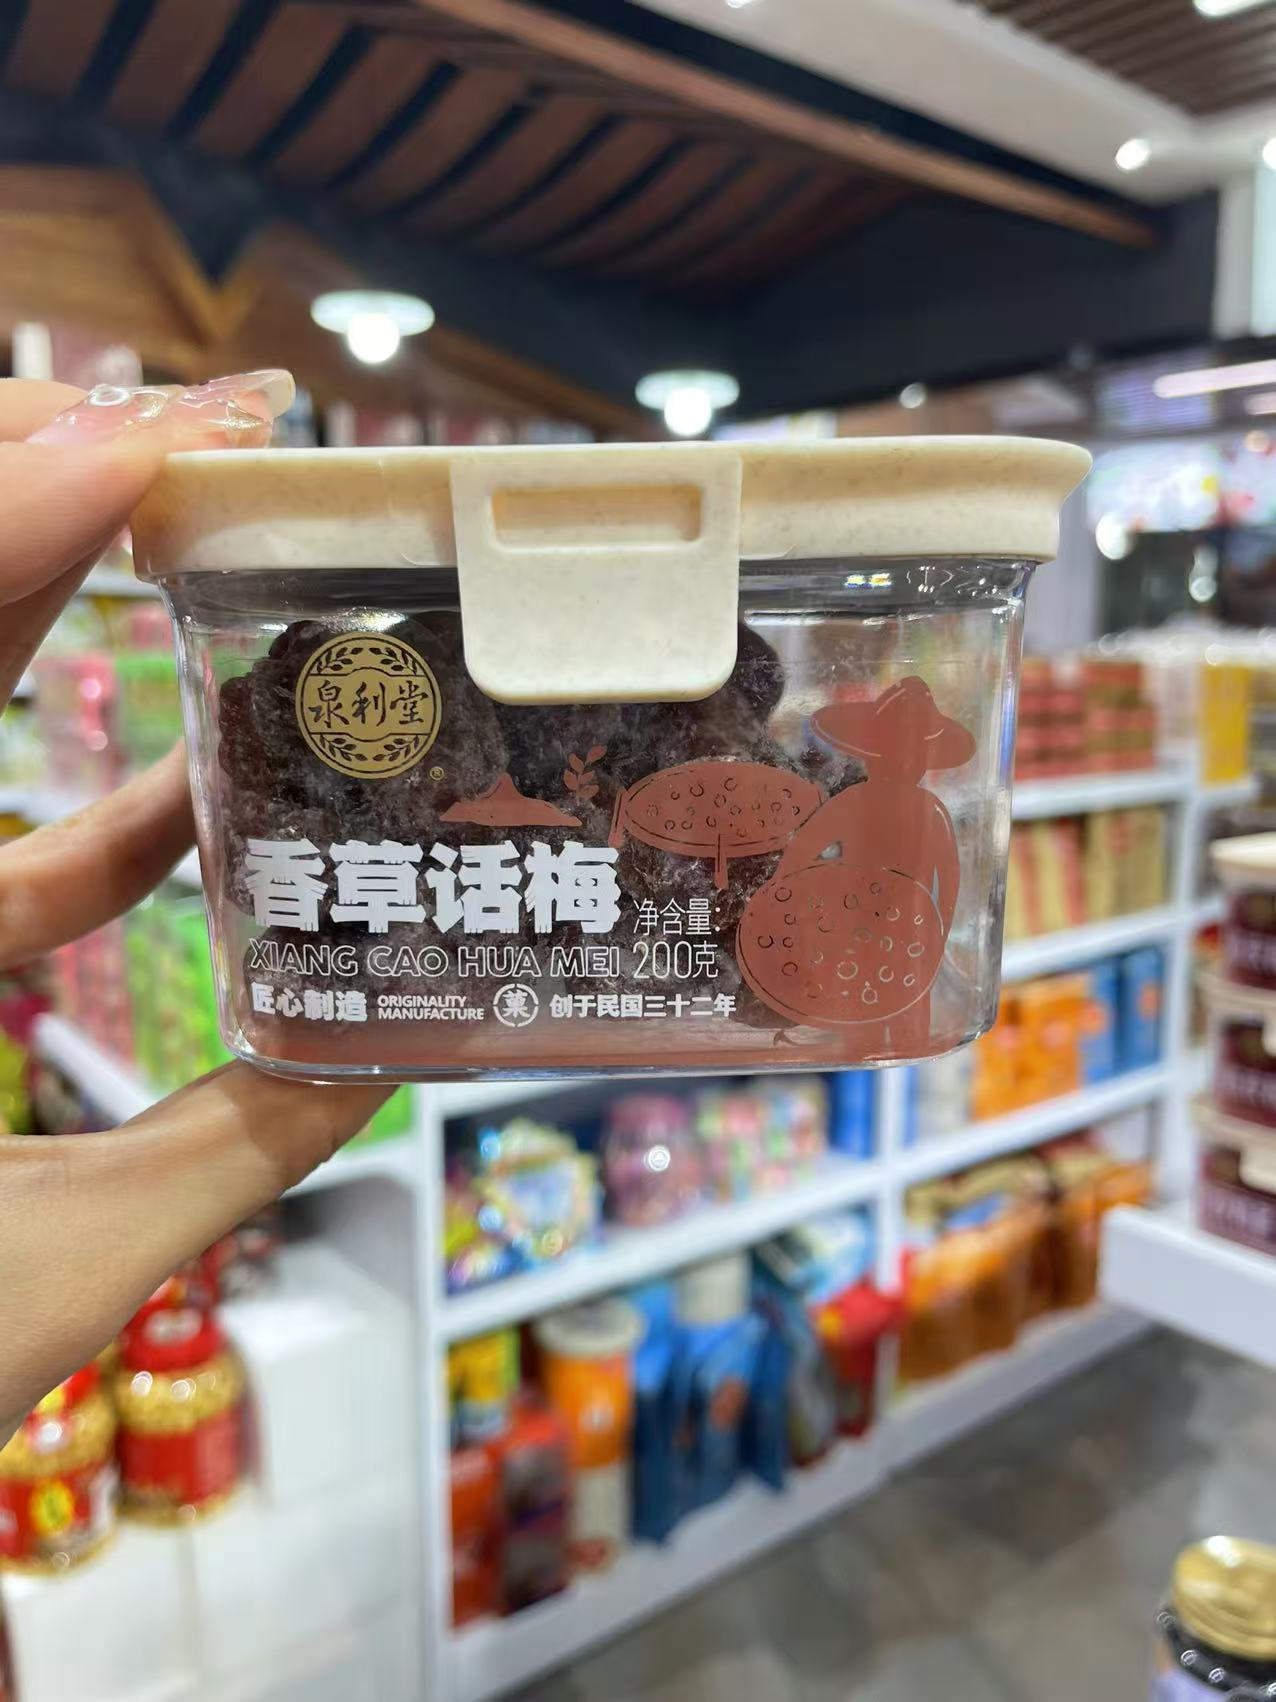 泉利堂
®
香草话梅
XIANG CAO HUA MEI
净含量:
200克
匠心制造
ORIGINALITY
MANUFACTURE
菓
创于民国三十二年